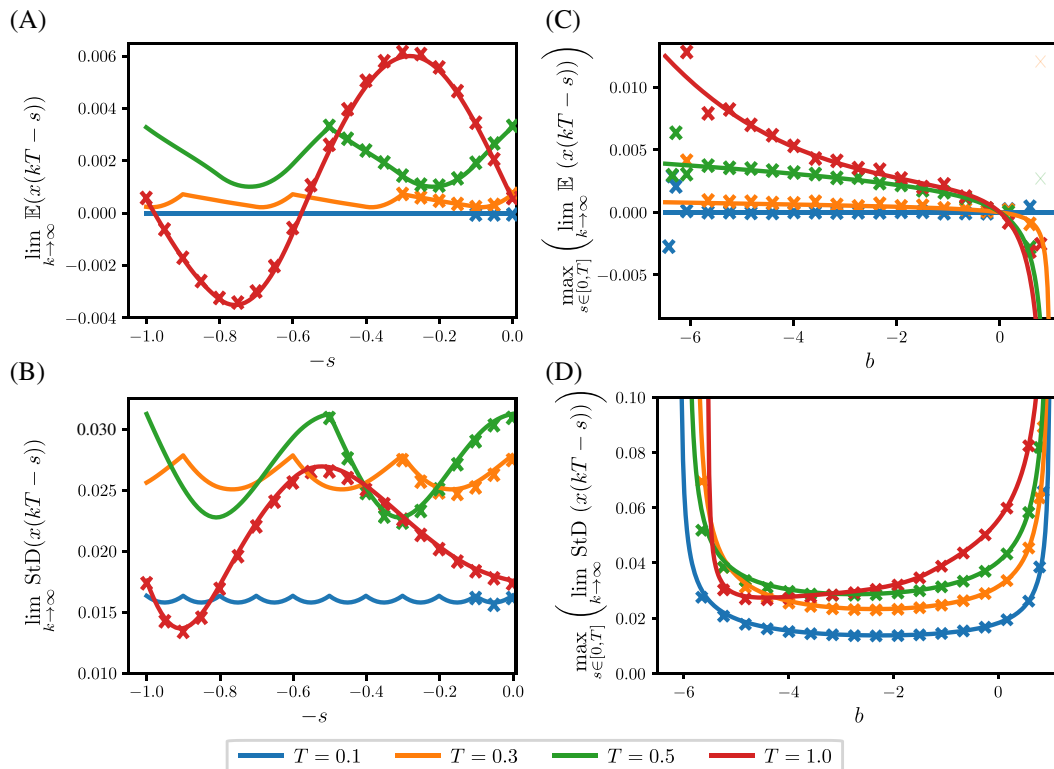 (A)
0.006
0.004
0.002
0.000
−0.002
−0.004
lim k→∞ 𝔼(x(kT − s))
−1.0 −0.8 −0.6 −0.4 −0.2 0.0
−s
(C)
0.010
0.005
0.000
−0.005
max s∈[0,T] ( lim k→∞ 𝔼 (x(kT − s)) )
−6 −4 −2 0
b
(B)
0.030
0.025
0.020
0.015
0.010
lim k→∞ StD(x(kT − s))
−1.0 −0.8 −0.6 −0.4 −0.2 0.0
−s
(D)
0.10
0.08
0.06
0.04
0.02
0.00
max s∈[0,T] ( lim k→∞ StD (x(kT − s)) )
−6 −4 −2 0
b
T = 0.1 T = 0.3 T = 0.5 T = 1.0